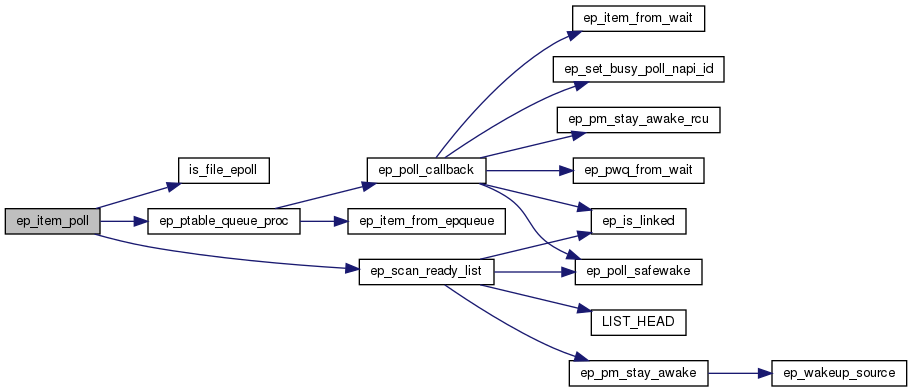 ep_item_from_wait
ep_set_busy_poll_napi_id
ep_pm_stay_awake_rcu
is_file_epoll
ep_poll_callback
ep_pwq_from_wait
ep_item_poll
ep_ptable_queue_proc
ep_item_from_epqueue
ep_is_linked
ep_scan_ready_list
ep_poll_safewake
LIST_HEAD
ep_pm_stay_awake
ep_wakeup_source